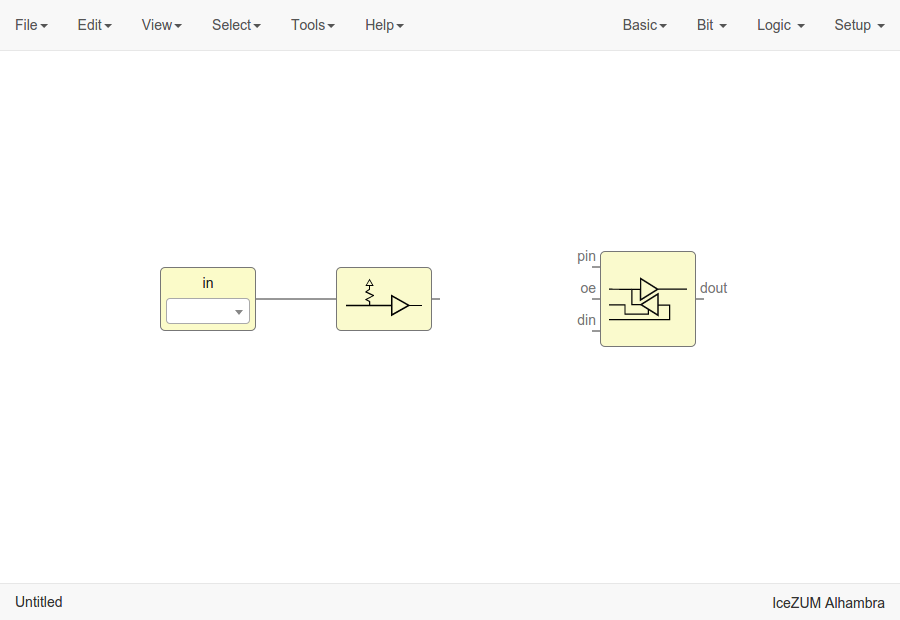 File Edit View Select Tools Help Basic Bit Logic Setup
in
pin
oe
din
dout
Untitled
IceZUM Alhambra